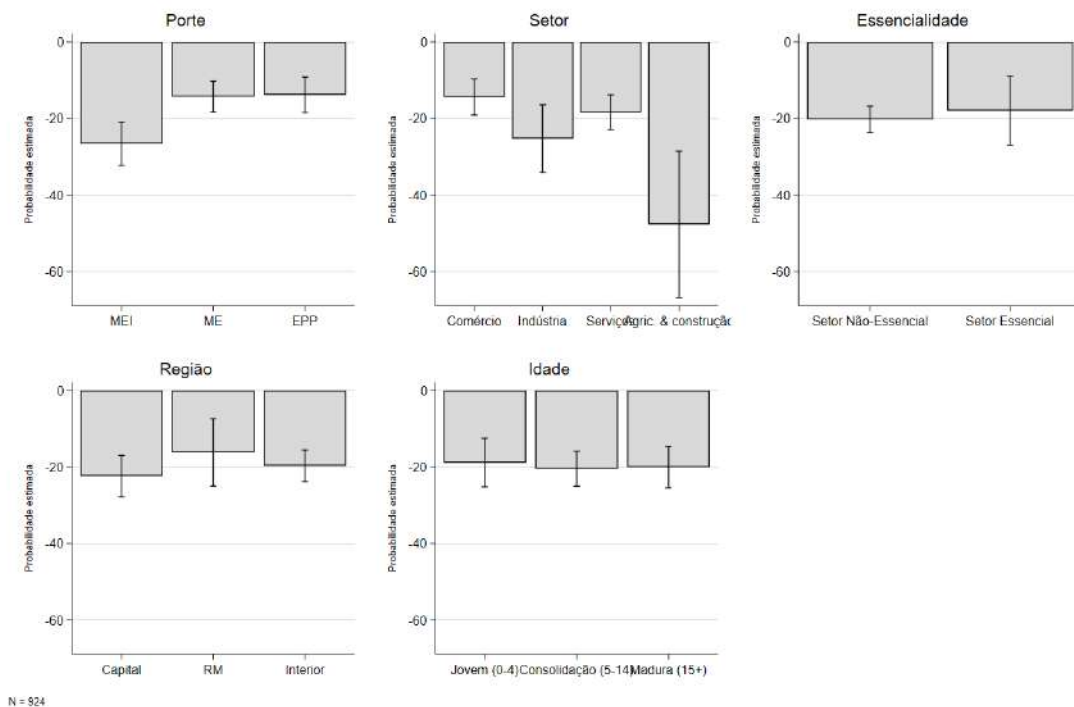 Porte
Probabilidade estimada
0
-20
-40
-60
MEI ME EPP
Setor
Probabilidade estimada
0
-20
-40
-60
Comércio Indústria Serviços Agric. & construção
Essencialidade
Probabilidade estimada
0
-20
-40
-60
Setor Não-Essencial Setor Essencial
Região
Probabilidade estimada
0
-20
-40
-60
Capital RM Interior
Idade
Probabilidade estimada
0
-20
-40
-60
Jovem (0-4) Consolidação (5-14) Madura (15+)
N = 924